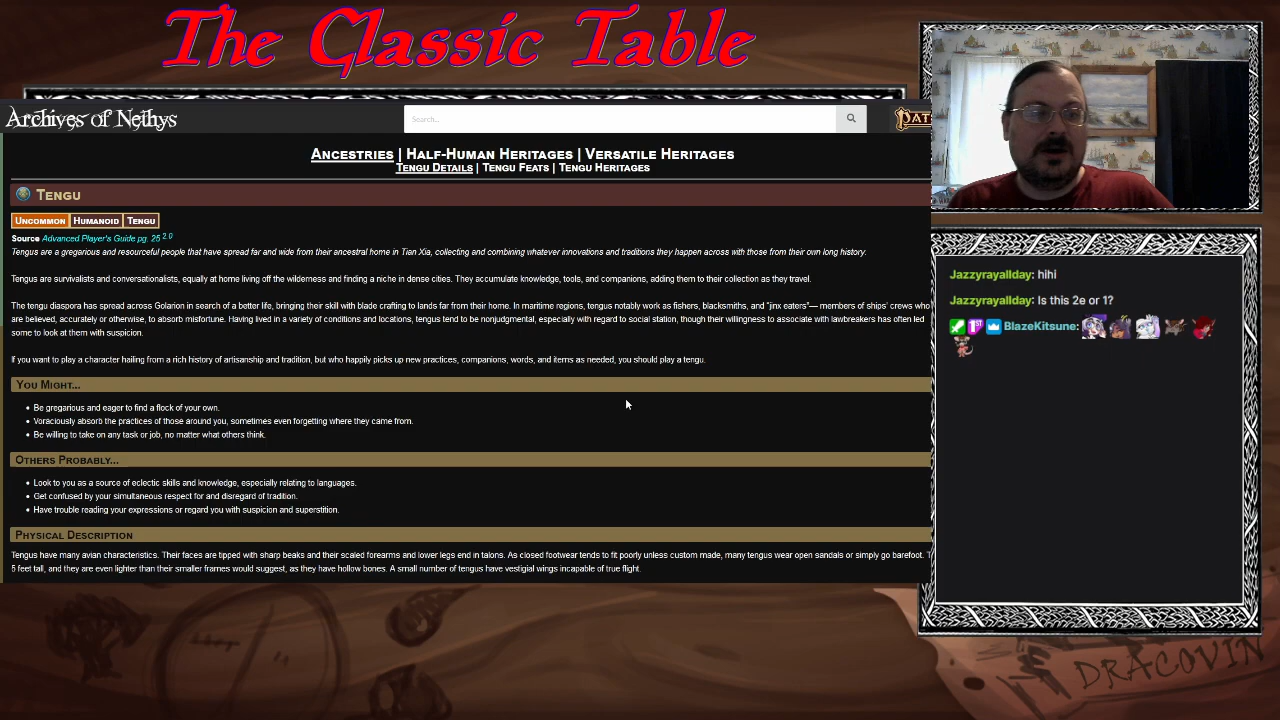 The Classic Table
Archives of Nethys
Search...
Ancestries | Half-Human Heritages | Versatile Heritages
Tengu Details | Tengu Feats | Tengu Heritages
Tengu
Uncommon Humanoid Tengu
Source Advanced Player's Guide pg. 25 2.0
Tengus are a gregarious and resourceful people that have spread far and wide from their ancestral home in Tian Xia, collecting and combining whatever innovations and traditions they happen across with those from their own long history.
Tengus are survivalists and conversationalists, equally at home living off the wilderness and finding a niche in dense cities. They accumulate knowledge, tools, and companions, adding them to their collection as they travel.
The tengu diaspora has spread across Golarion in search of a better life, bringing their skill with blade crafting to lands far from their home. In maritime regions, tengus notably work as fishers, blacksmiths, and "jinx eaters"— members of ships' crews who
are believed, accurately or otherwise, to absorb misfortune. Having lived in a variety of conditions and locations, tengus tend to be nonjudgmental, especially with regard to social station, though their willingness to associate with lawbreakers has often led
some to look at them with suspicion.
If you want to play a character hailing from a rich history of artisanship and tradition, but who happily picks up new practices, companions, words, and items as needed, you should play a tengu.
You Might...
• Be gregarious and eager to find a flock of your own.
• Voraciously absorb the practices of those around you, sometimes even forgetting where they came from.
• Be willing to take on any task or job, no matter what others think.
Others Probably...
• Look to you as a source of eclectic skills and knowledge, especially relating to languages.
• Get confused by your simultaneous respect for and disregard of tradition.
• Have trouble reading your expressions or regard you with suspicion and superstition.
Physical Description
Tengus have many avian characteristics. Their faces are tipped with sharp beaks and their scaled forearms and lower legs end in talons. As closed footwear tends to fit poorly unless custom made, many tengus wear open sandals or simply go barefoot. T
5 feet tall, and they are even lighter than their smaller frames would suggest, as they have hollow bones. A small number of tengus have vestigial wings incapable of true flight.
Jazzyrayallday: hihi
Jazzyrayallday: Is this 2e or 1?
1st BlazeKitsune:
DRACOVIN